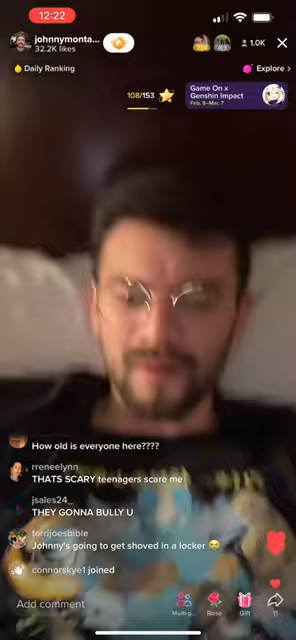 12:22
johnnymonta...
32.2K likes
1.0K
Daily Ranking
Explore >
108/153
Game On x
Genshin Impact
Feb. 8–Mar. 7
How old is everyone here????
rreneelynn
THATS SCARY teenagers scare me
jsales24_
THEY GONNA BULLY U
terrijoesbible
Johnny's going to get shoved in a locker 😭
connorskye1 joined
Add comment
Multi-g...
Rose
Gift
11